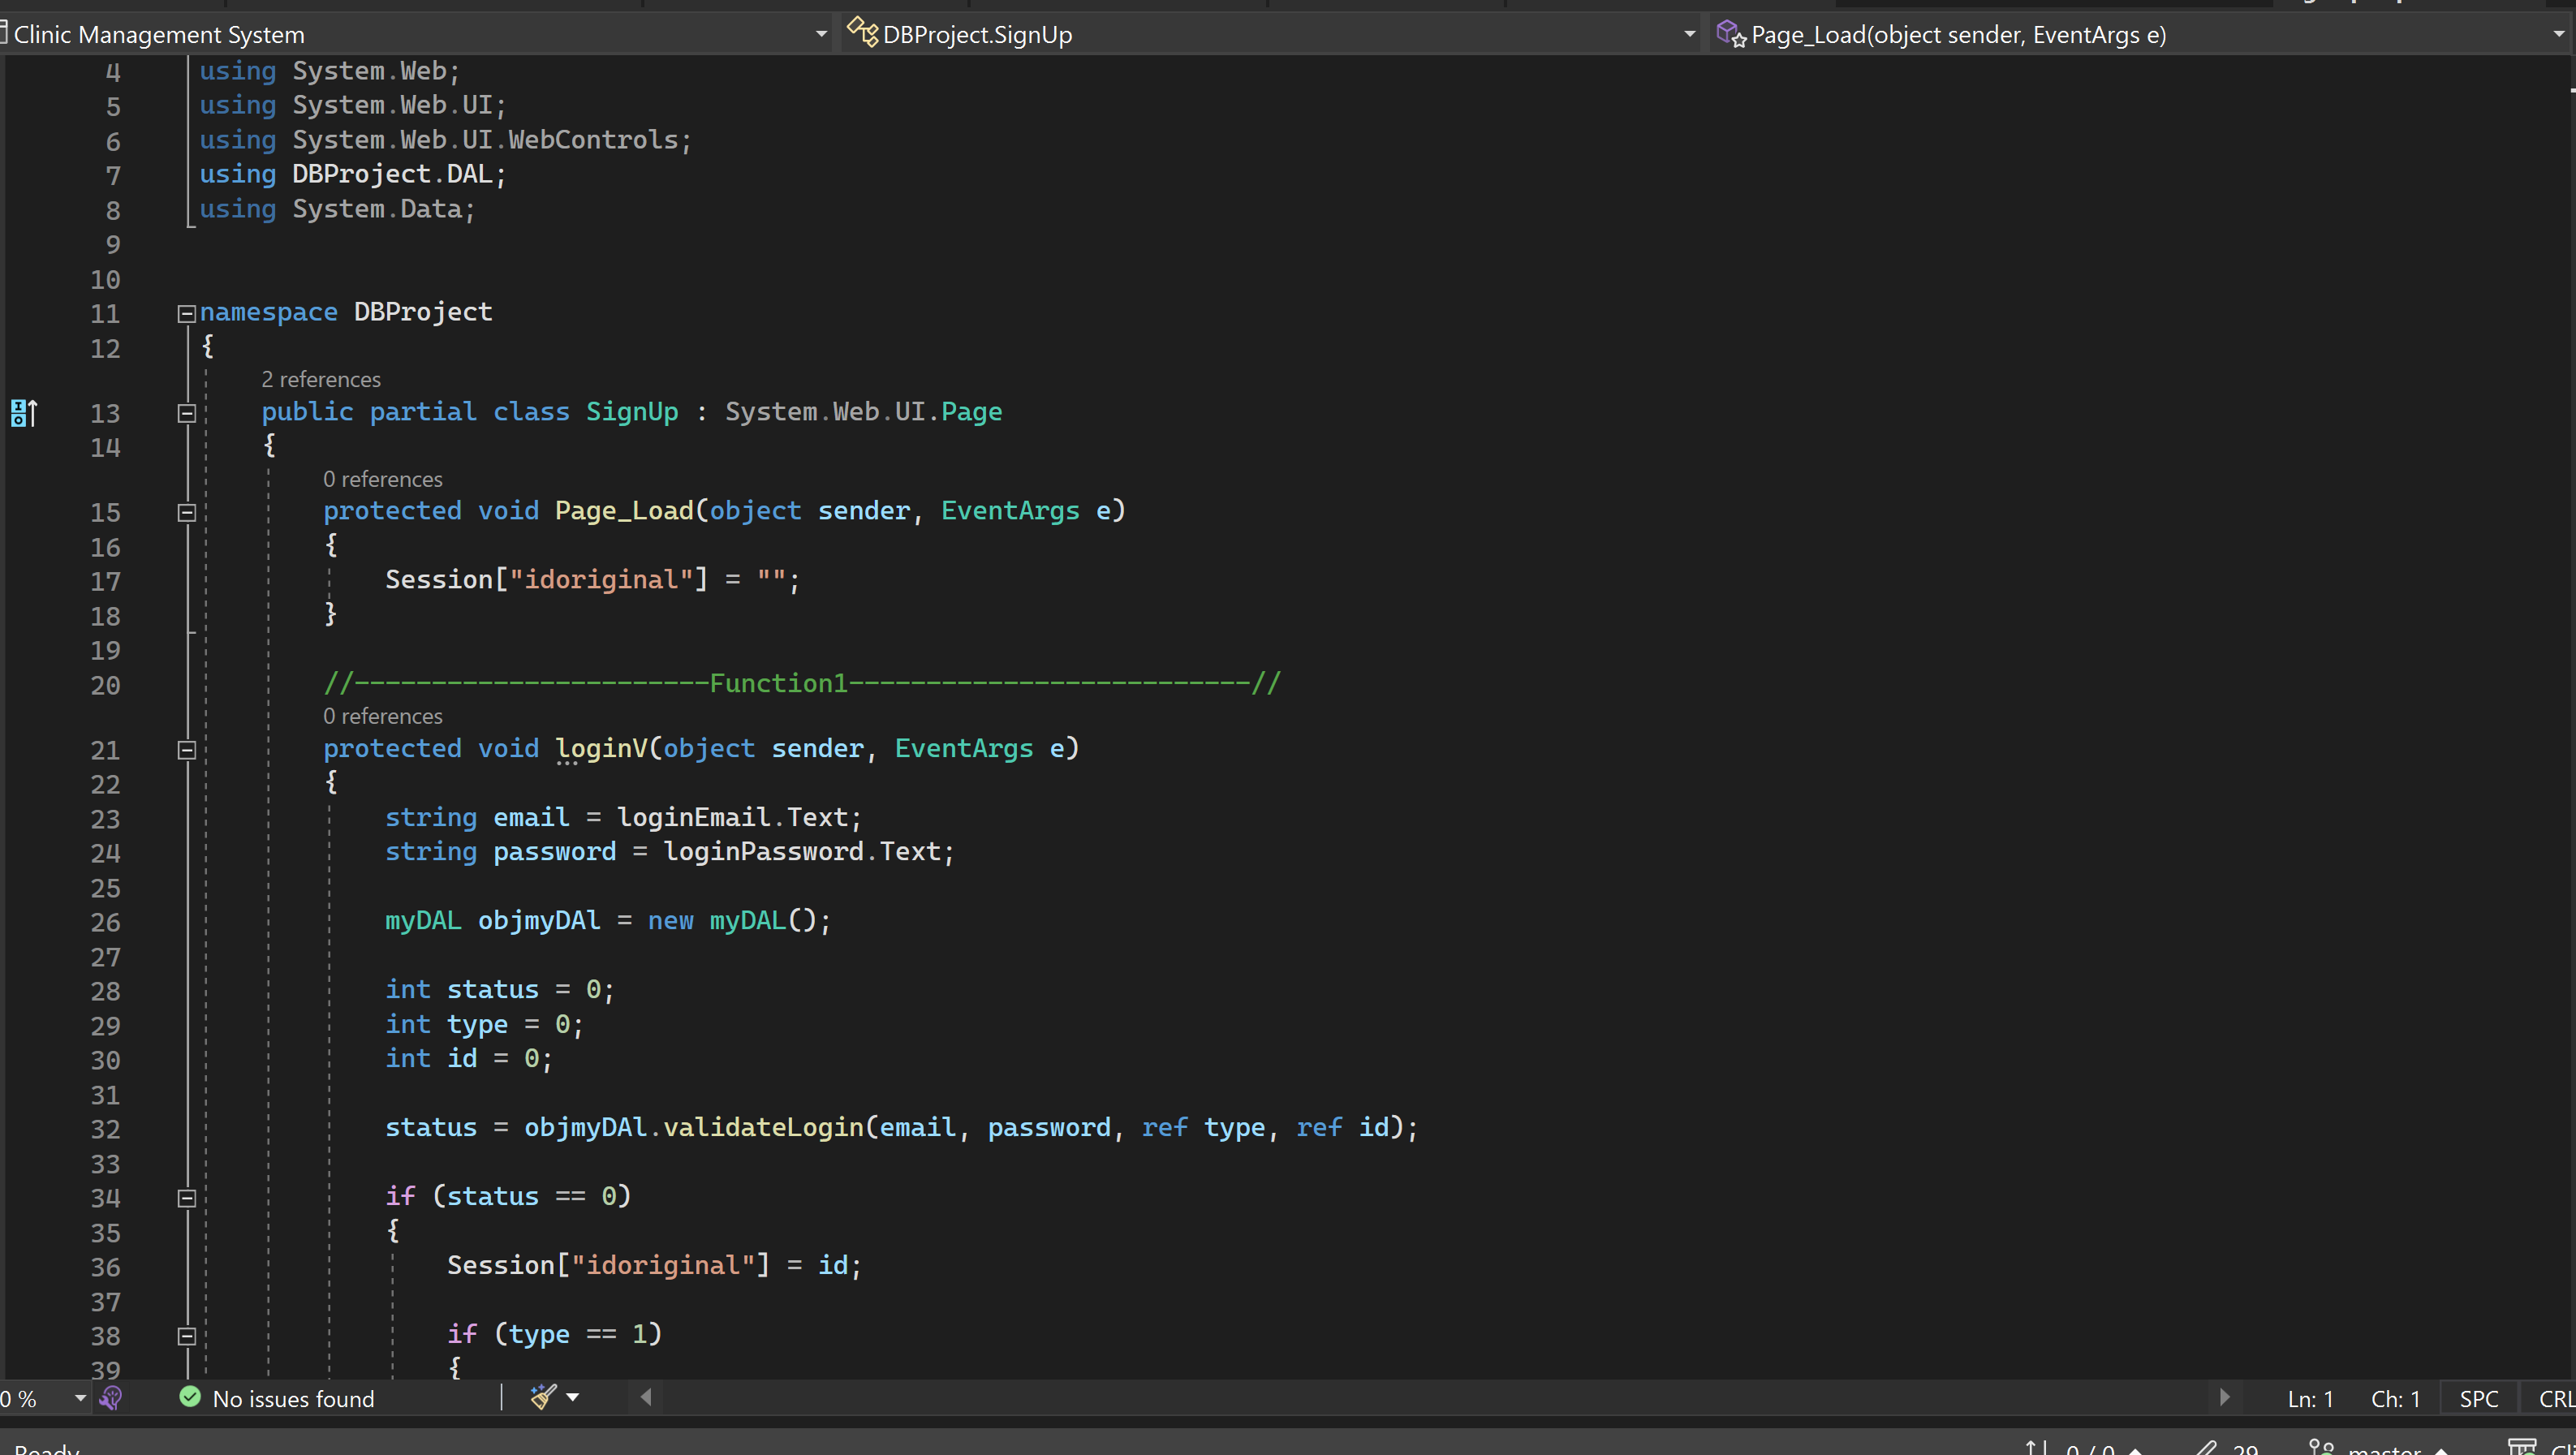 Clinic Management System DBProject.SignUp Page_Load(object sender, EventArgs e)
4 using System.Web;
5 using System.Web.UI;
6 using System.Web.UI.WebControls;
7 using DBProject.DAL;
8 using System.Data;
9
10
11 namespace DBProject
12 {
2 references
13 public partial class SignUp : System.Web.UI.Page
14 {
0 references
15 protected void Page_Load(object sender, EventArgs e)
16 {
17 Session["idoriginal"] = "";
18 }
19
20 //-----------------------Function1--------------------------//
0 references
21 protected void loginV(object sender, EventArgs e)
22 {
23 string email = loginEmail.Text;
24 string password = loginPassword.Text;
25
26 myDAL objmyDAl = new myDAL();
27
28 int status = 0;
29 int type = 0;
30 int id = 0;
31
32 status = objmyDAl.validateLogin(email, password, ref type, ref id);
33
34 if (status == 0)
35 {
36 Session["idoriginal"] = id;
37
38 if (type == 1)
39 {
0 % No issues found Ln: 1 Ch: 1 SPC CRL
Ready 0 / 0 29 master